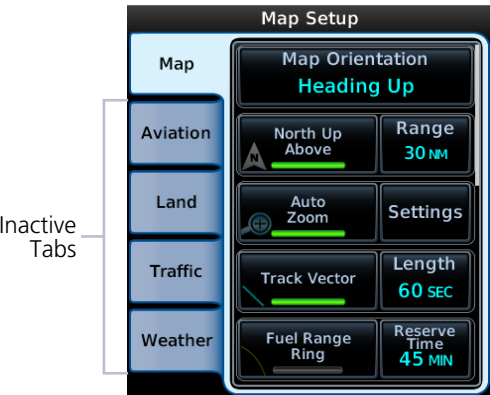 Map Setup
Map
Map Orientation
Heading Up
Aviation
North Up
Above
N
Range
30 NM
Land
Auto
Zoom
Settings
Inactive
Tabs
Traffic
Track Vector
Length
60 SEC
Weather
Fuel Range
Ring
Reserve
Time
45 MIN